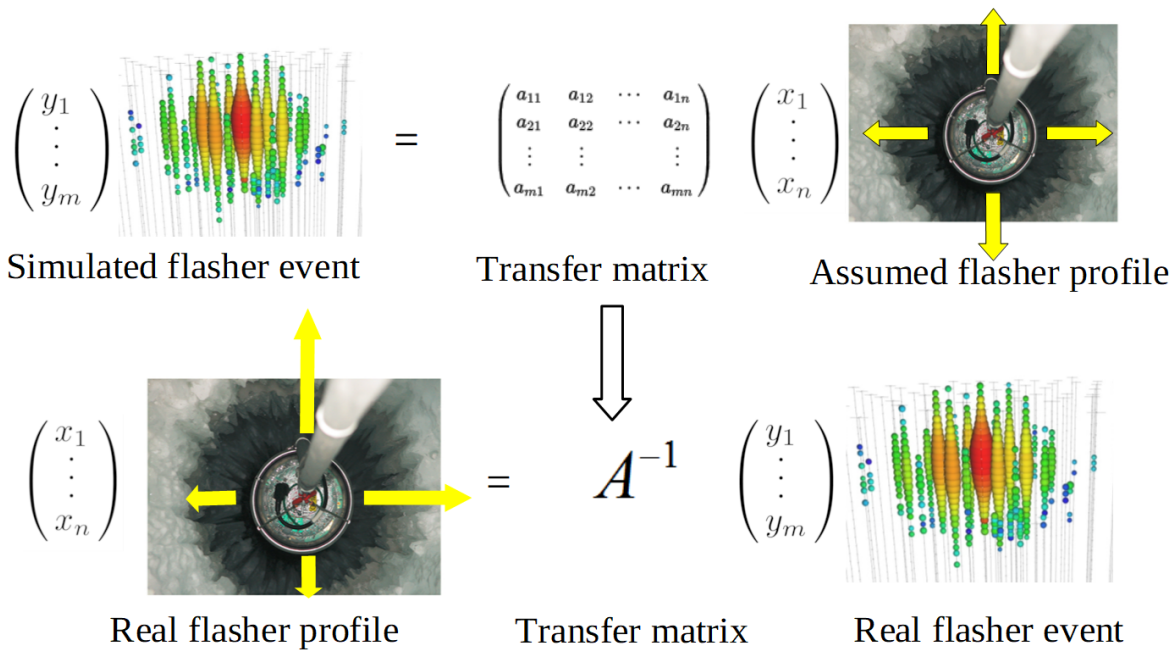 y₁
⋮
yₘ
=
a₁₁ a₁₂ ⋯ a₁ₙ
a₂₁ a₂₂ ⋯ a₂ₙ
⋮ ⋮ ⋮
aₘ₁ aₘ₂ ⋯ aₘₙ
x₁
⋮
xₙ
Simulated flasher event
Transfer matrix
Assumed flasher profile
x₁
⋮
xₙ
=
A⁻¹
y₁
⋮
yₘ
Real flasher profile
Transfer matrix
Real flasher event